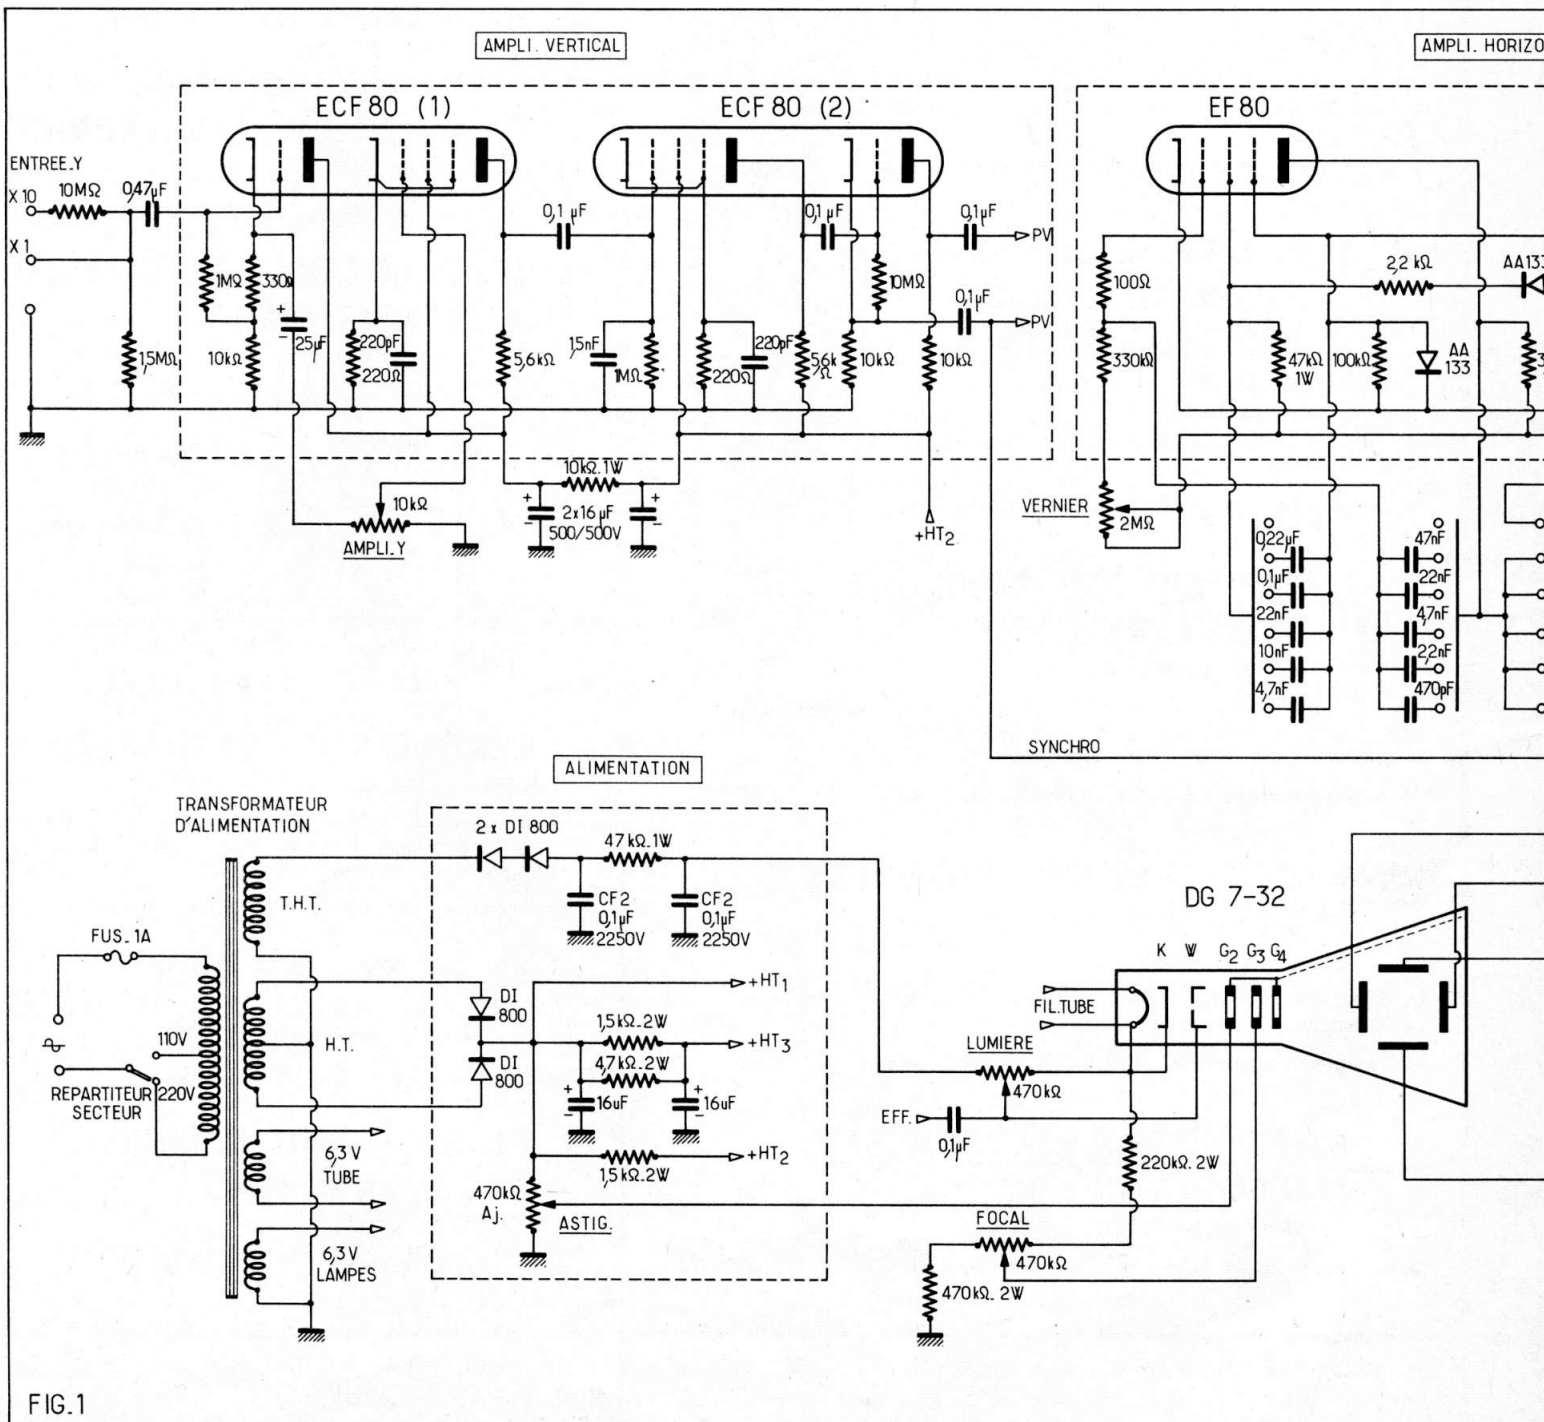 AMPLI. VERTICAL
AMPLI. HORIZO
ECF 80 (1)
ECF 80 (2)
EF 80
ENTREE.Y
X 10
10MΩ
0,47µF
X 1
0,1 µF
0,1 µF
0,1µF
PV
1MΩ
330Ω
10MΩ
100Ω
2,2 kΩ
AA133
0,1µF
PV
25µF
1,5MΩ
10kΩ
220pF
220Ω
5,6kΩ
1,5nF
1MΩ
220pF
220Ω
56k
Ω
10kΩ
10kΩ
330kΩ
47kΩ
1W
100kΩ
AA
133
3
10kΩ.1W
10kΩ
AMPLI.Y
2x16 µF
500/500V
+HT2
VERNIER
2MΩ
0,22µF
0,1µF
22nF
10nF
4,7nF
47nF
22nF
4,7nF
2,2nF
470pF
SYNCHRO
ALIMENTATION
TRANSFORMATEUR
D'ALIMENTATION
2 x DI 800
47kΩ.1W
T.H.T.
CF2
0,1µF
2250V
CF2
0,1µF
2250V
DG 7-32
FUS. 1A
K W G2 G3 G4
+HT1
DI
800
FIL.TUBE
110V
H.T.
1,5kΩ.2W
+HT3
DI
800
4,7kΩ.2W
LUMIERE
REPARTITEUR
SECTEUR
220V
16uF
16uF
470kΩ
EFF.
0,1µF
6,3 V
TUBE
1,5kΩ.2W
+HT2
220kΩ.2W
470kΩ
Aj.
ASTIG.
FOCAL
470kΩ
6,3 V
LAMPES
470kΩ.2W
FIG.1